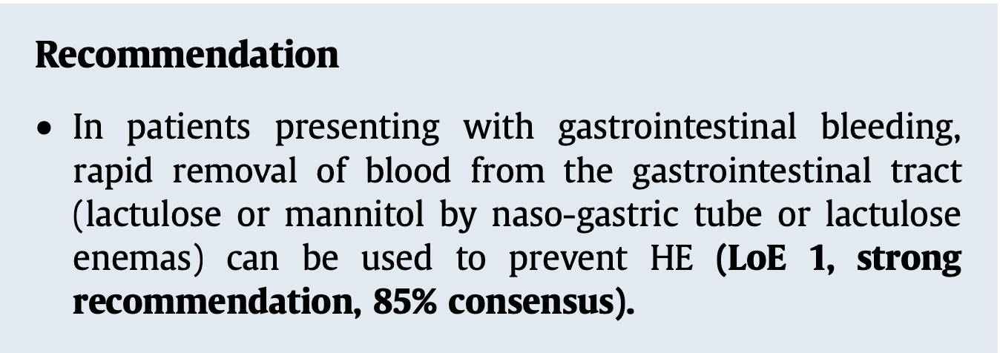 Recommendation
• In patients presenting with gastrointestinal bleeding,
rapid removal of blood from the gastrointestinal tract
(lactulose or mannitol by naso-gastric tube or lactulose
enemas) can be used to prevent HE (LoE 1, strong
recommendation, 85% consensus).